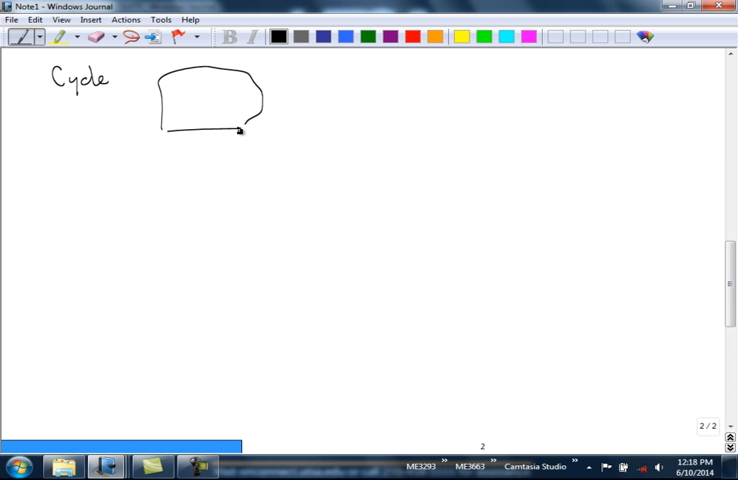 Note1 - Windows Journal
File Edit View Insert Actions Tools Help
B I
Cycle
2 / 2
2
ME3293 » ME3663 » Camtasia Studio »
12:18 PM
6/10/2014